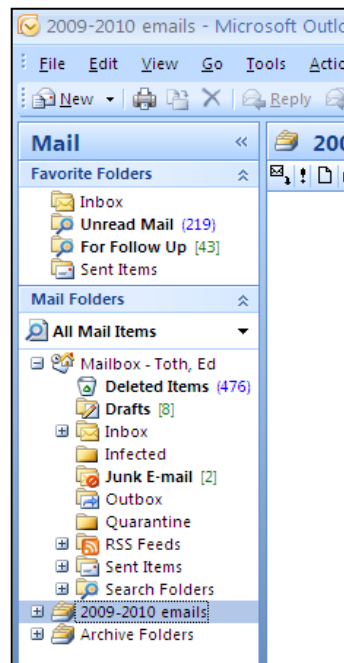 2009-2010 emails - Microsoft Outlo
File Edit View Go Tools Actio
New Reply
Mail «
Favorite Folders
Inbox
Unread Mail (219)
For Follow Up [43]
Sent Items
Mail Folders
All Mail Items
Mailbox - Toth, Ed
Deleted Items (476)
Drafts [8]
Inbox
Infected
Junk E-mail [2]
Outbox
Quarantine
RSS Feeds
Sent Items
Search Folders
2009-2010 emails
Archive Folders
200